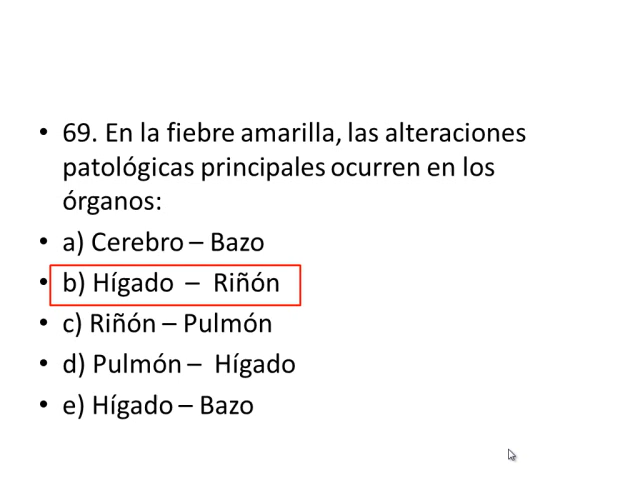 • 69. En la fiebre amarilla, las alteraciones
patológicas principales ocurren en los
órganos:
• a) Cerebro – Bazo
• b) Hígado – Riñón
• c) Riñón – Pulmón
• d) Pulmón – Hígado
• e) Hígado – Bazo